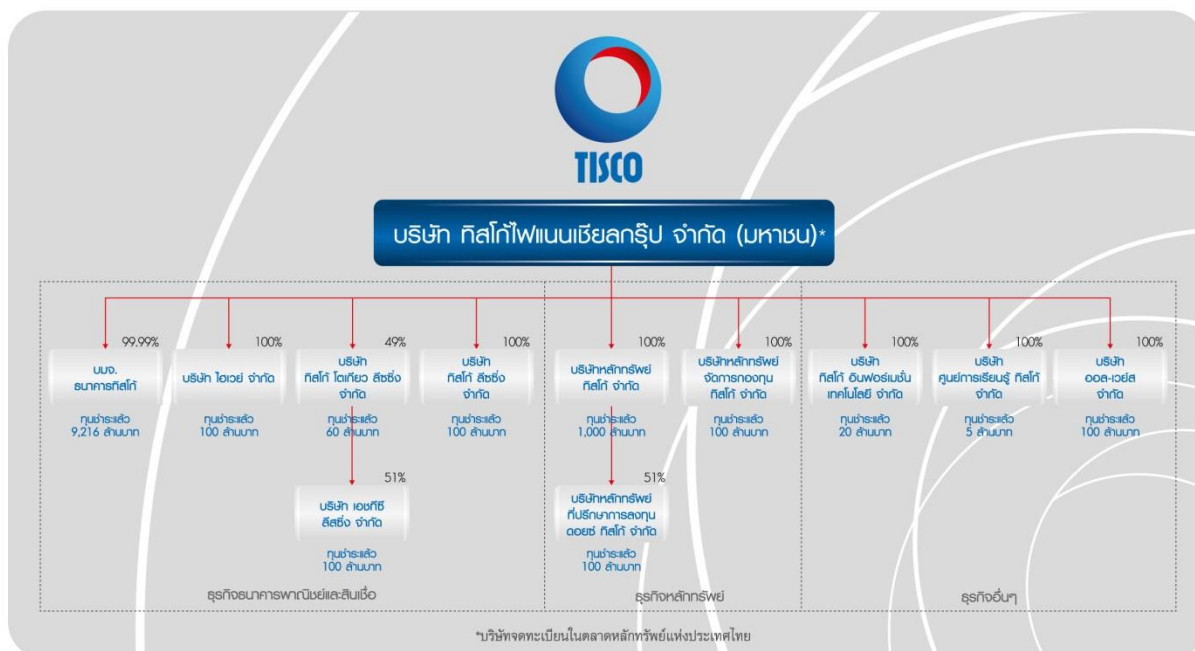 TISCO
บริษัท ทิสโก้ไฟแนนเชียลกรุ๊ป จำกัด (มหาชน)*
99.99%
บมจ.
ธนาคารทิสโก้
ทุนชำระแล้ว
9,216 ล้านบาท
100%
บริษัท ไฮเวย์ จำกัด
ทุนชำระแล้ว
100 ล้านบาท
49%
บริษัท
ทิสโก้ โตเกียว ลีซซิ่ง
จำกัด
ทุนชำระแล้ว
60 ล้านบาท
51%
บริษัท เอชทีซี
ลีสซิ่ง จำกัด
ทุนชำระแล้ว
100 ล้านบาท
100%
บริษัท
ทิสโก้ ลีซซิ่ง
จำกัด
ทุนชำระแล้ว
100 ล้านบาท
ธุรกิจธนาคารพาณิชย์และสินเชื่อ
100%
บริษัทหลักทรัพย์
ทิสโก้ จำกัด
ทุนชำระแล้ว
1,000 ล้านบาท
51%
บริษัทหลักทรัพย์
ที่ปรึกษาการลงทุน
ดอยซ์ ทิสโก้ จำกัด
ทุนชำระแล้ว
100 ล้านบาท
100%
บริษัทหลักทรัพย์
จัดการกองทุน
ทิสโก้ จำกัด
ทุนชำระแล้ว
100 ล้านบาท
ธุรกิจหลักทรัพย์
100%
บริษัท
ทิสโก้ อินฟอร์เมชั่น
เทคโนโลยี จำกัด
ทุนชำระแล้ว
20 ล้านบาท
100%
บริษัท
ศูนย์การเรียนรู้ ทิสโก้
จำกัด
ทุนชำระแล้ว
5 ล้านบาท
100%
บริษัท
ออล-เวย์ส
จำกัด
ทุนชำระแล้ว
100 ล้านบาท
ธุรกิจอื่นๆ
*บริษัทจดทะเบียนในตลาดหลักทรัพย์แห่งประเทศไทย